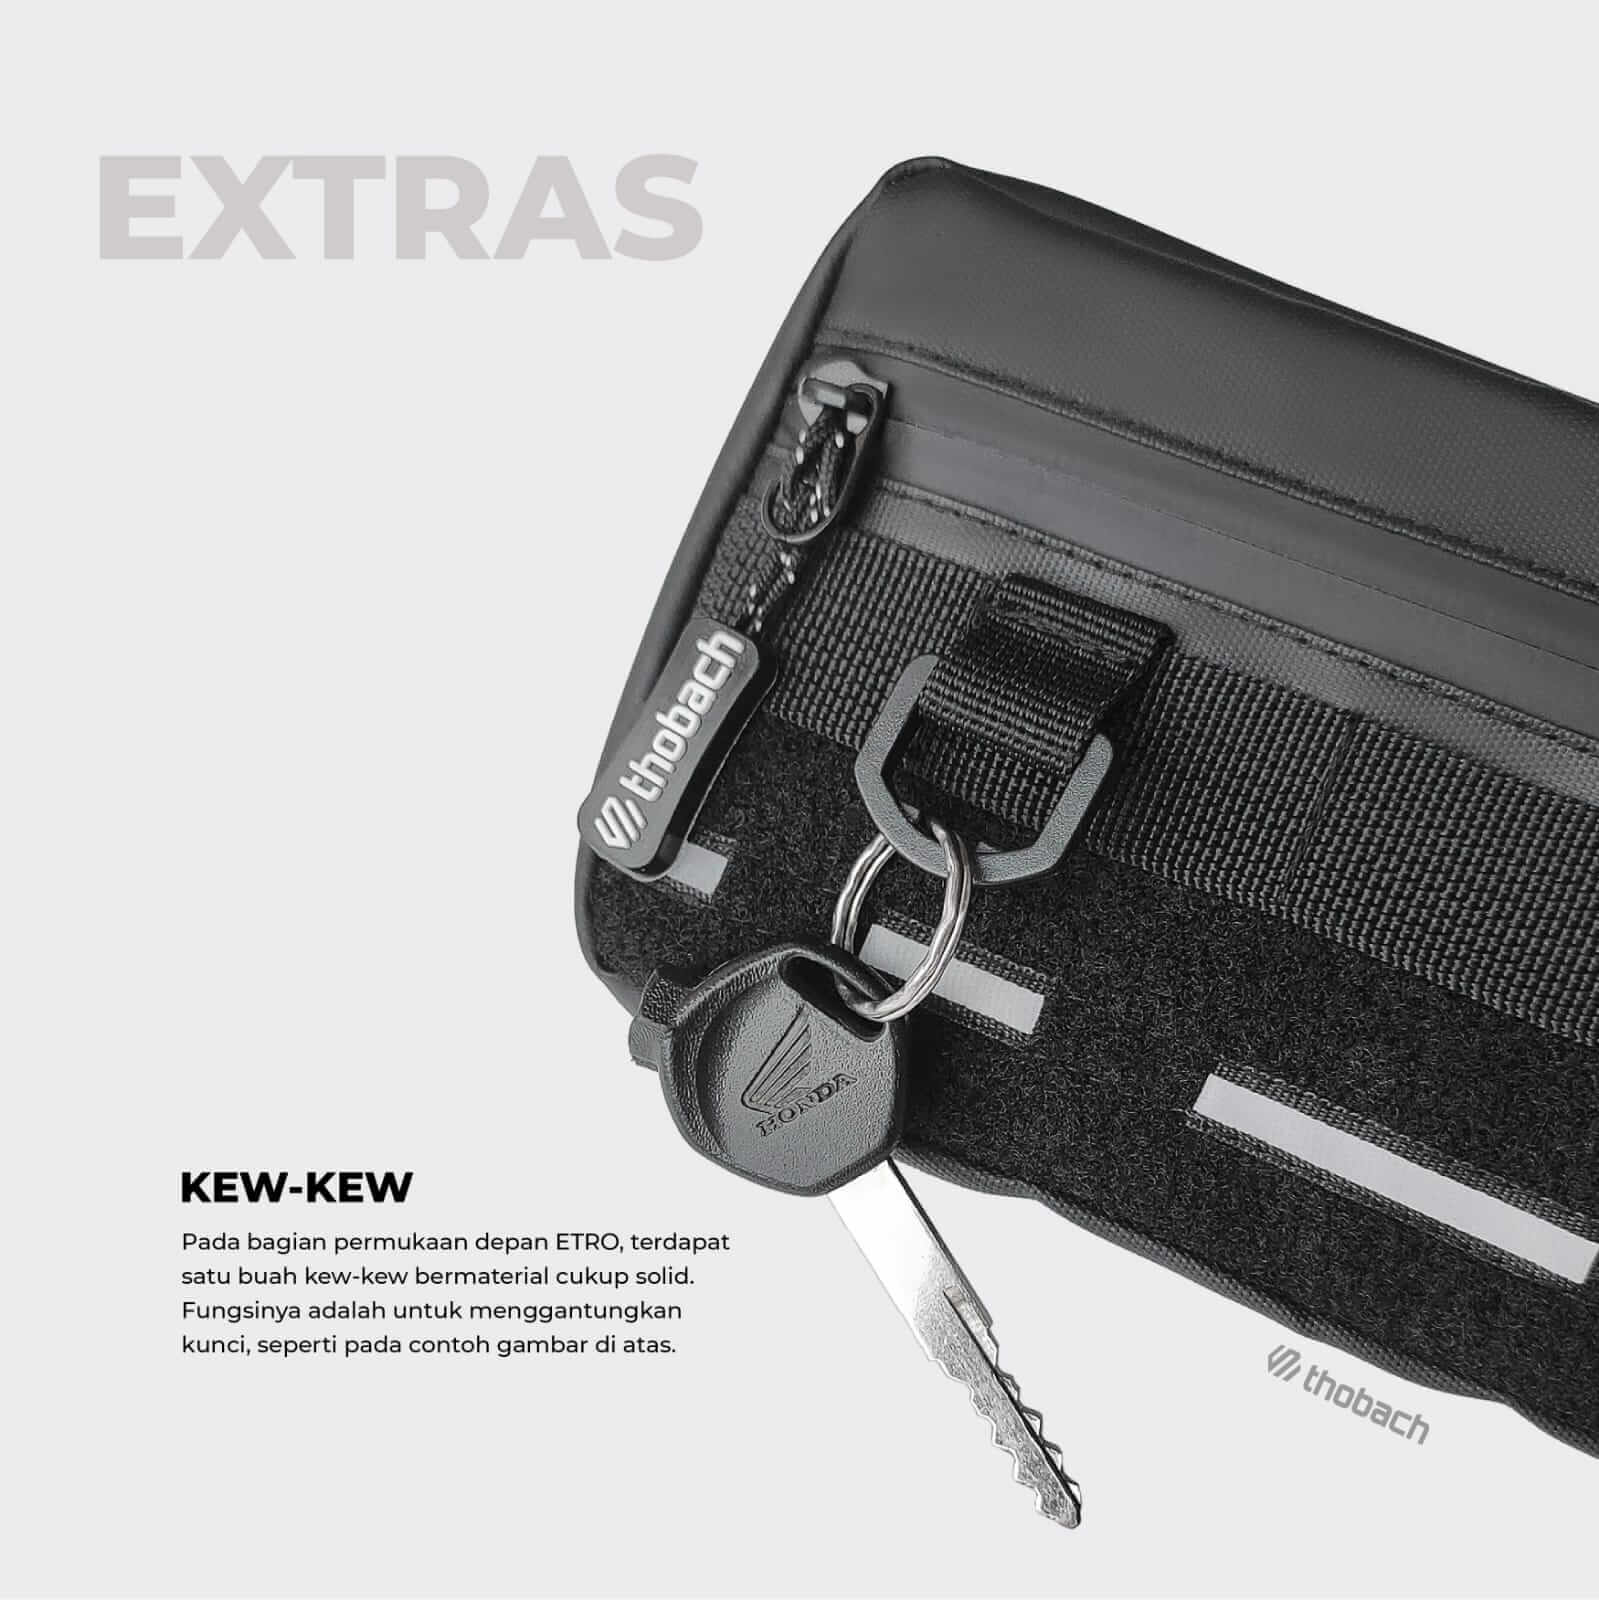 EXTRAS
thobach
HONDA
KEW-KEW
Pada bagian permukaan depan ETRO, terdapat
satu buah kew-kew bermaterial cukup solid.
Fungsinya adalah untuk menggantungkan
kunci, seperti pada contoh gambar di atas.
thobach